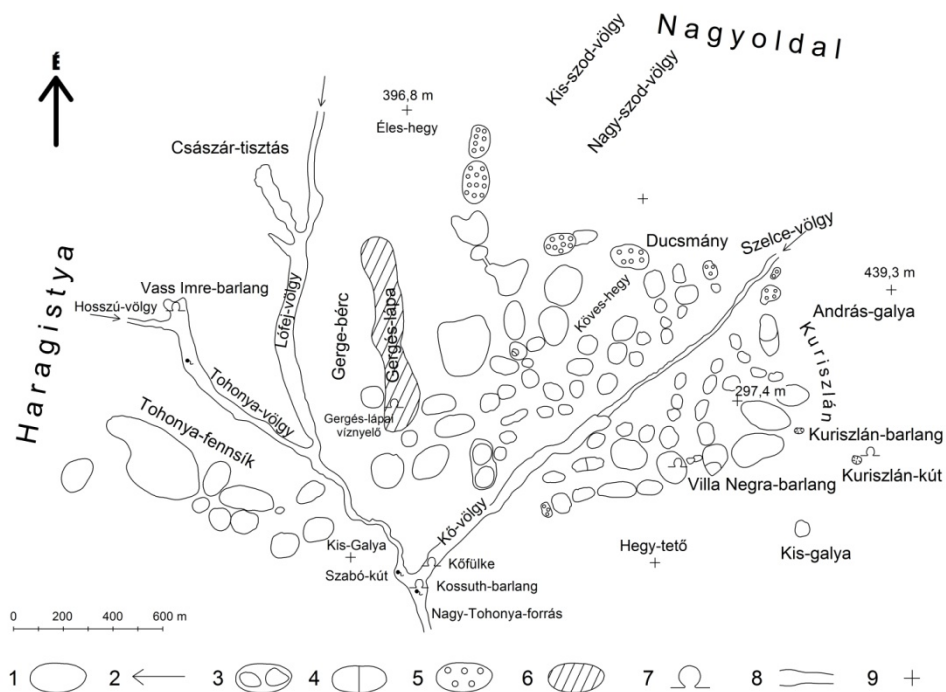 Nagyoldal
É
Kis-szod-völgy
Nagy-szod-völgy
396,8 m
Éles-hegy
Császár-tisztás
Ducsmány
Szelce-völgy
Haragistya
Vass Imre-barlang
Hosszú-völgy
Lófej-völgy
Gerge-bérc
Gergés-lápa
Köves-hegy
439,3 m
András-galya
Kuriszlán
Tohonya-völgy
Tohonya-fennsík
Gergés-lápai
víznyelő
297,4 m
Kuriszlán-barlang
Kuriszlán-kút
Villa Negra-barlang
Kő-völgy
Kis-Galya
Szabó-kút
Kőfülke
Kossuth-barlang
Nagy-Tohonya-forrás
Hegy-tető
Kis-galya
0 200 400 600 m
1 2 3 4 5 6 7 8 9